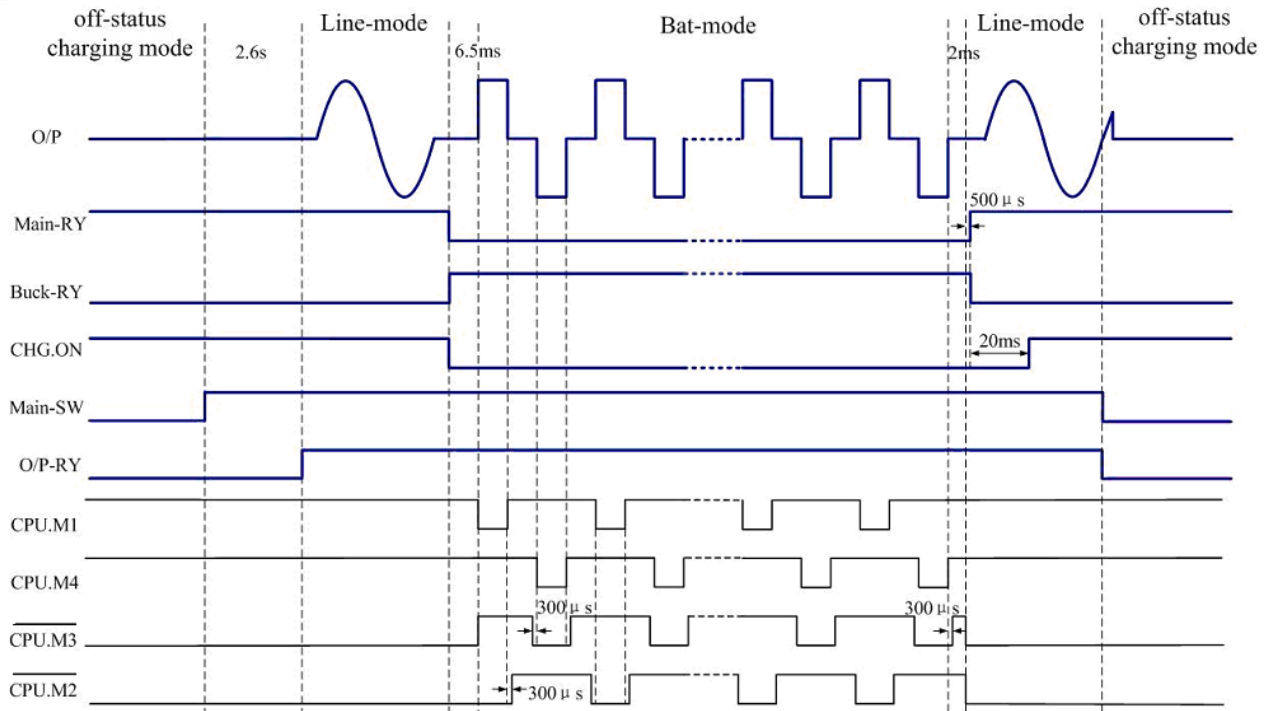 off-status
charging mode
2.6s
Line-mode
6.5ms
Bat-mode
2ms
Line-mode
off-status
charging mode
O/P
Main-RY
500 μ s
Buck-RY
CHG.ON
20ms
Main-SW
O/P-RY
CPU.M1
CPU.M4
300 μ s
300 μ s
CPU.M3
CPU.M2
300 μ s